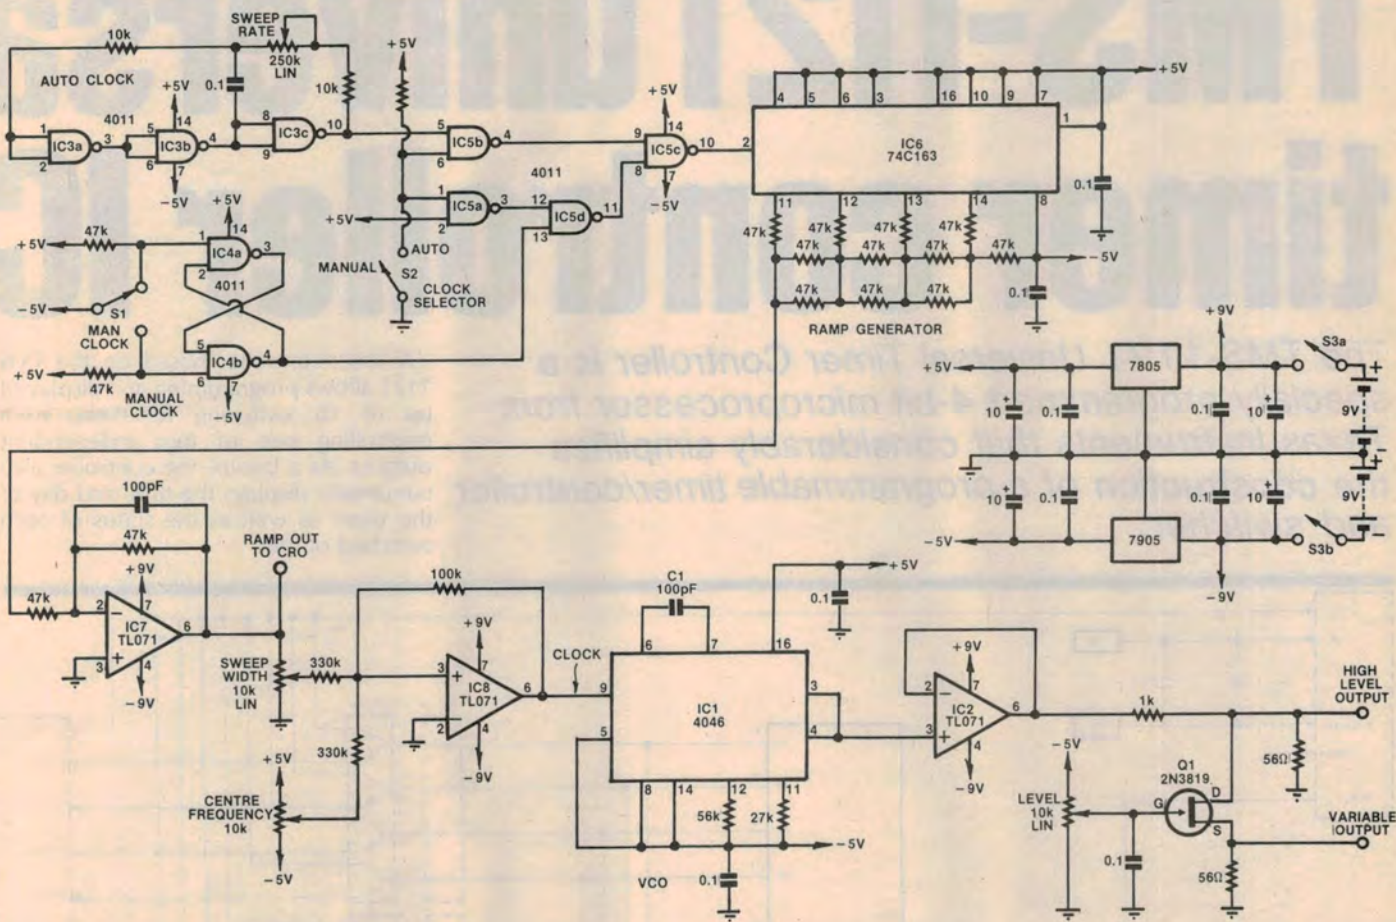 SWEEP
RATE
10k
250k
LIN
AUTO CLOCK
0.1
10k
+5V
+5V
+5V
+5V
4 5 6 3 16 10 9 7
1
2
IC3a
3
4011
+5V
14
5
6
IC3b
4
7
-5V
8
9
IC3c
10
5
6
IC5b
4
1
2
IC5a
3
+5V
4011
12
13
IC5d
11
9
8
IC5c
14
10
7
-5V
2
IC6
74C163
1
0.1
11 12 13 14 8
47k 47k 47k 47k
47k 47k 47k 47k
-5V
47k 47k 47k
0.1
RAMP GENERATOR
+5V
47k
-5V
S1
MAN
CLOCK
+5V
47k
MANUAL
CLOCK
+5V
14
1
2
IC4a
3
4011
5
6
IC4b
4
7
-5V
AUTO
MANUAL
S2
CLOCK
SELECTOR
+9V
S3a
+5V
7805
10
0.1
0.1
10
+
9V
-
+
-
10
0.1
0.1
10
9V
-5V
7905
S3b
-9V
100pF
47k
47k
+9V
2
7
IC7
TL071
6
3
4
-9V
RAMP OUT
TO CRO
SWEEP
WIDTH
10k
LIN
330k
330k
+5V
CENTRE
FREQUENCY
10k
-5V
100k
+9V
3
7
IC8
TL071
6
2
4
-9V
CLOCK
C1
100pF
6 7 16
0.1
+5V
9
IC1
4046
3
4
5
8 14 12 11
56k
27k
-5V
VCO
0.1
+9V
2
7
IC2
TL071
6
3
4
-9V
1k
HIGH
LEVEL
OUTPUT
56Ω
-5V
LEVEL
10k
LIN
0.1
Q1
2N3819
D
G
S
VARIABLE
OUTPUT
56Ω